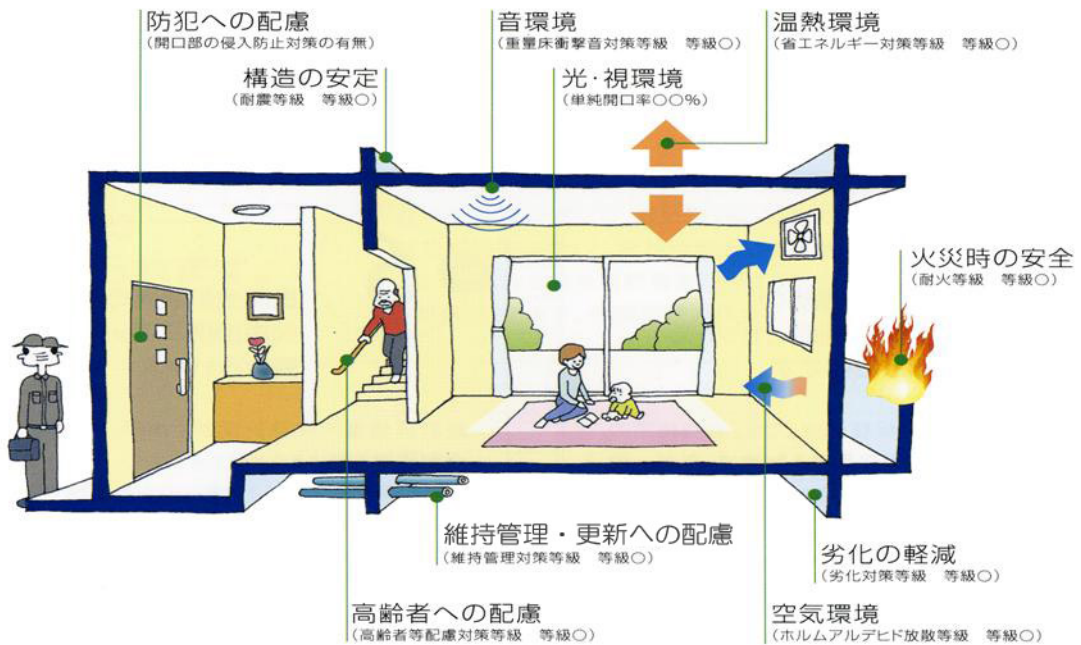 防犯への配慮
(開口部の侵入防止対策の有無)
音環境
(重量床衝撃音対策等級 等級○)
温熱環境
(省エネルギー対策等級 等級○)
構造の安定
(耐震等級 等級○)
光・視環境
(単純開口率○○%)
火災時の安全
(耐火等級 等級○)
維持管理・更新への配慮
(維持管理対策等級 等級○)
劣化の軽減
(劣化対策等級 等級○)
高齢者への配慮
(高齢者等配慮対策等級 等級○)
空気環境
(ホルムアルデヒド放散等級 等級○)